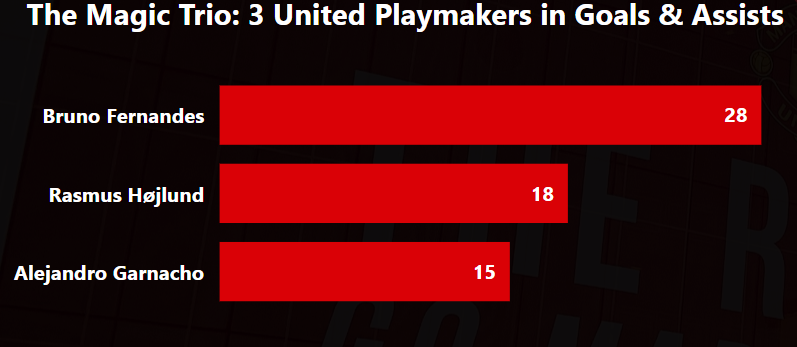 The Magic Trio: 3 United Playmakers in Goals & Assists
Bruno Fernandes 28
Rasmus Højlund 18
Alejandro Garnacho 15